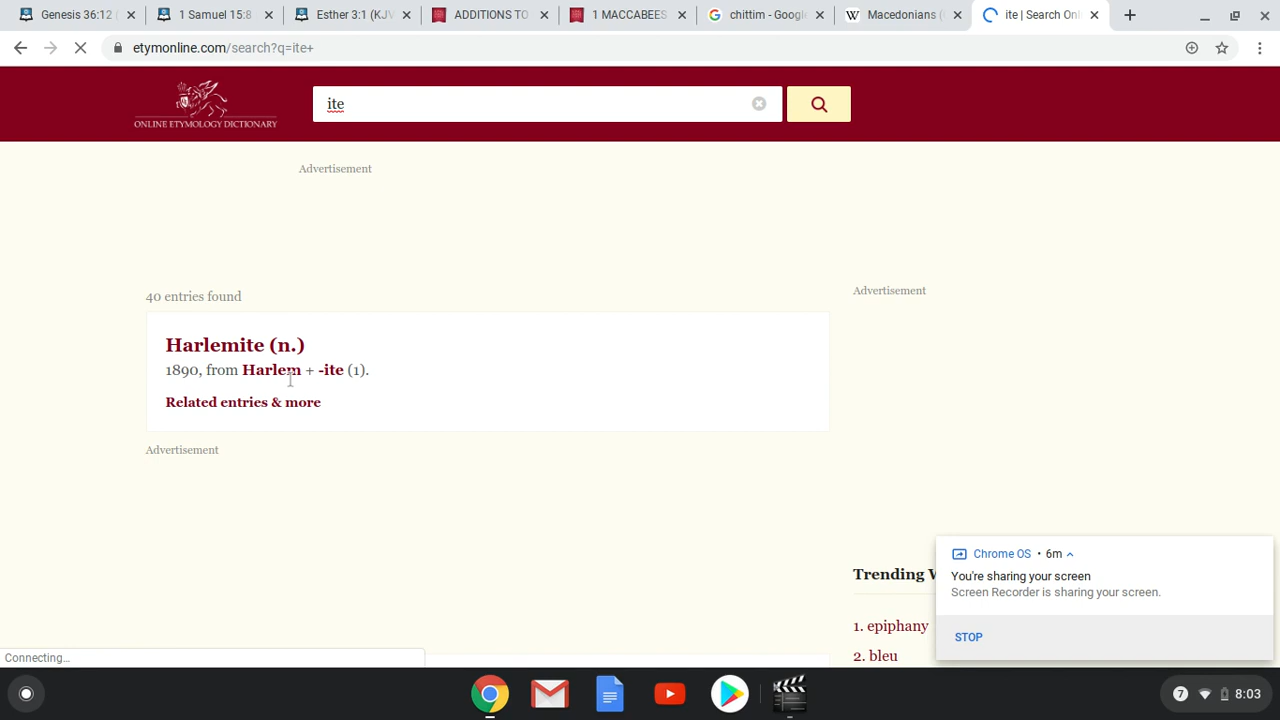 Genesis 36:12 (
1 Samuel 15:8
Esther 3:1 (KJV
ADDITIONS TO
1 MACCABEES
chittim - Google
Macedonians (
ite | Search Onl
etymonline.com/search?q=ite+
ONLINE ETYMOLOGY DICTIONARY
ite
Advertisement
40 entries found
Advertisement
Harlemite (n.)
1890, from Harlem + -ite (1).
Related entries & more
Advertisement
Chrome OS • 6m
You're sharing your screen
Screen Recorder is sharing your screen.
STOP
Trending W
1. epiphany
2. bleu
Connecting...
7
8:03